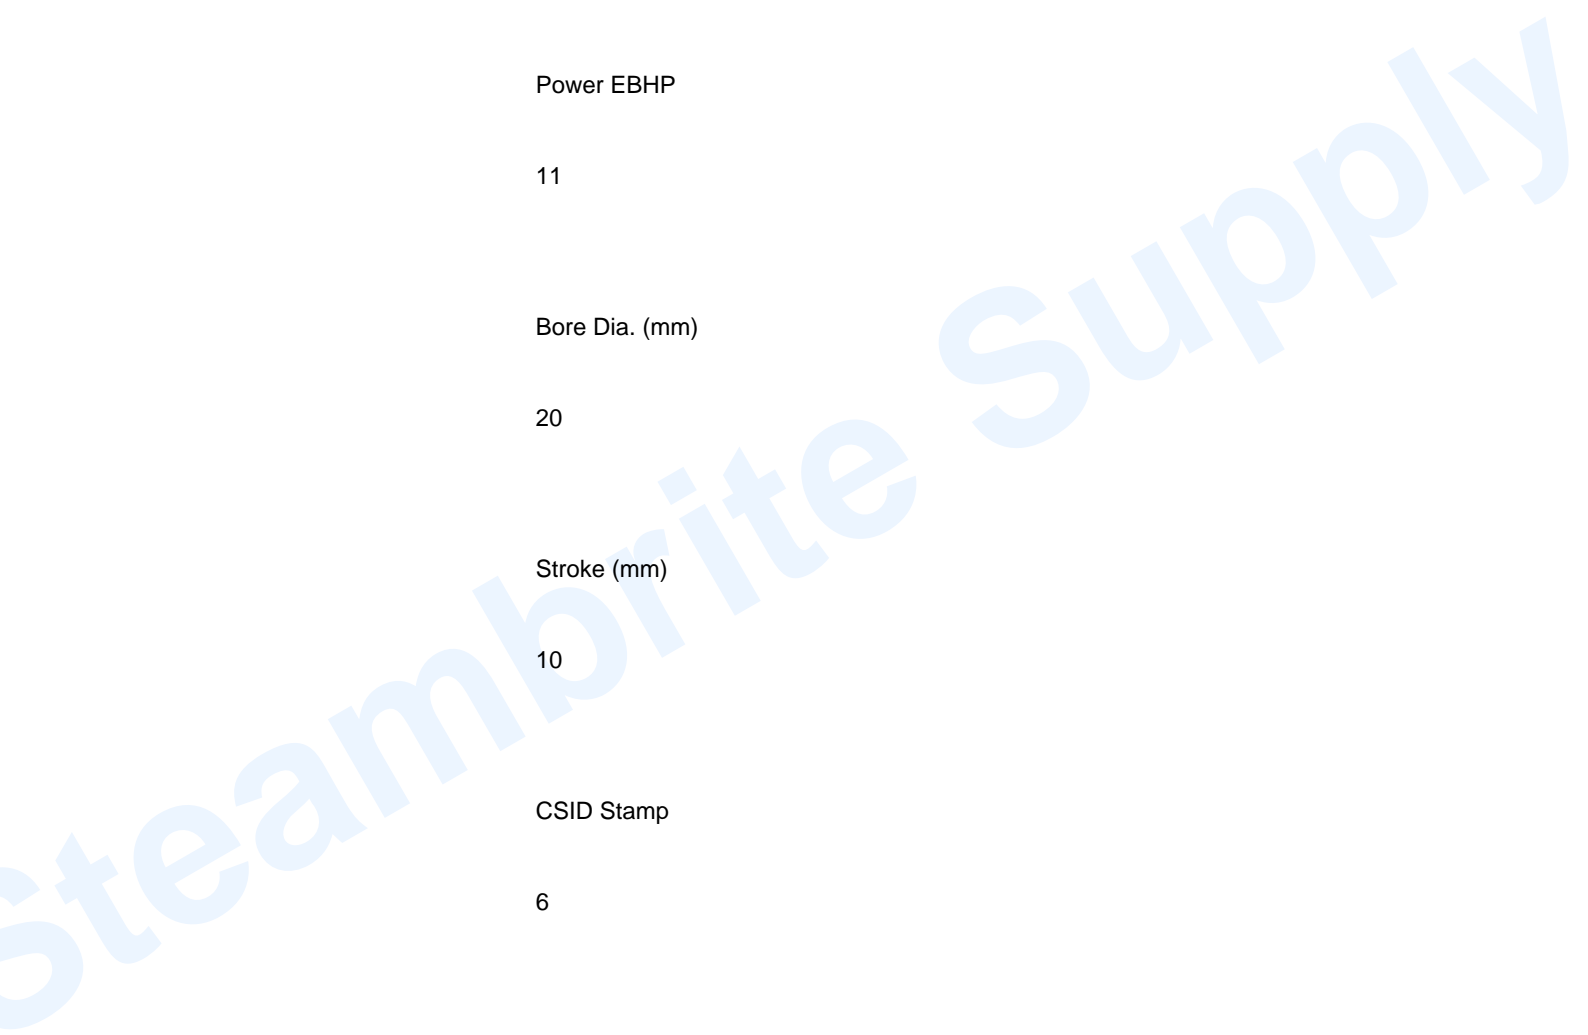 Power EBHP
11
Bore Dia. (mm)
20
Stroke (mm)
10
CSID Stamp
6
Steambrite Supply